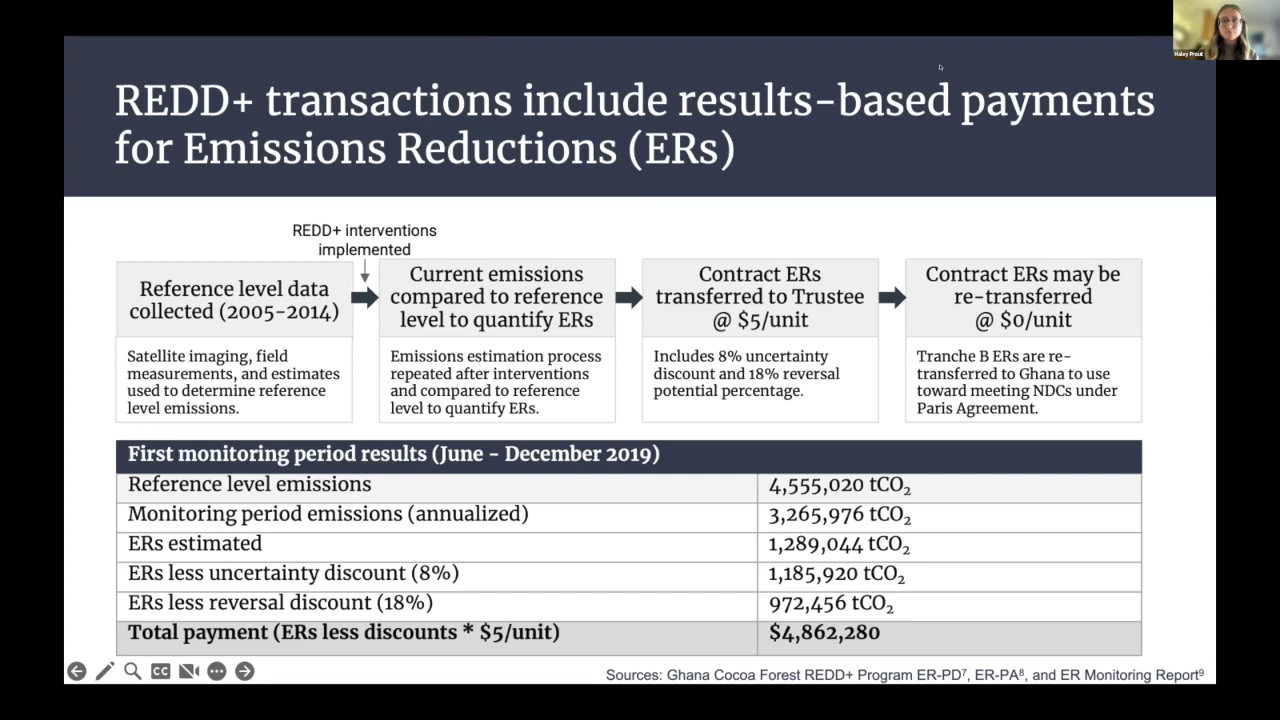 Haley Prout
REDD+ transactions include results-based payments
for Emissions Reductions (ERs)
REDD+ interventions
implemented
Reference level data
collected (2005-2014)
Satellite imaging, field
measurements, and estimates
used to determine reference
level emissions.
Current emissions
compared to reference
level to quantify ERs
Emissions estimation process
repeated after interventions
and compared to reference
level to quantify ERs.
Contract ERs
transferred to Trustee
@ $5/unit
Includes 8% uncertainty
discount and 18% reversal
potential percentage.
Contract ERs may be
re-transferred
@ $0/unit
Tranche B ERs are re-
transferred to Ghana to use
toward meeting NDCs under
Paris Agreement.
First monitoring period results (June - December 2019)
Reference level emissions 4,555,020 tCO₂
Monitoring period emissions (annualized) 3,265,976 tCO₂
ERs estimated 1,289,044 tCO₂
ERs less uncertainty discount (8%) 1,185,920 tCO₂
ERs less reversal discount (18%) 972,456 tCO₂
Total payment (ERs less discounts * $5/unit) $4,862,280
CC
Sources: Ghana Cocoa Forest REDD+ Program ER-PD⁷, ER-PA⁸, and ER Monitoring Report⁹